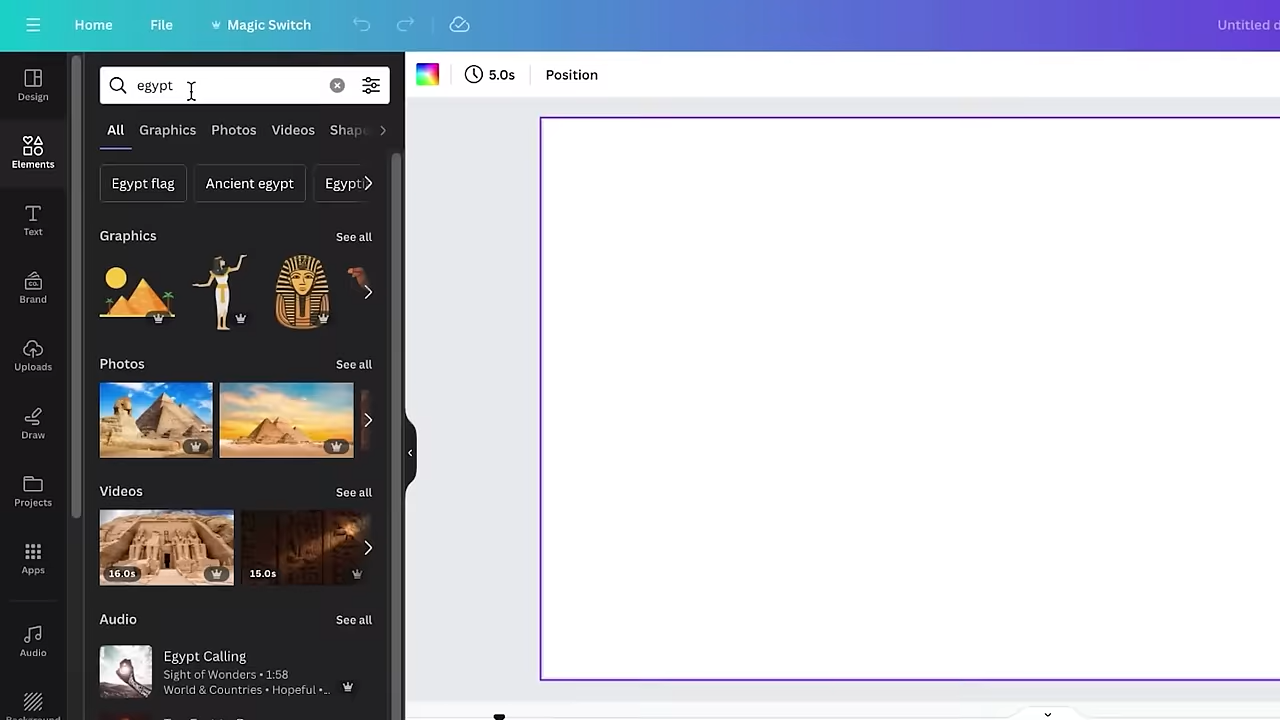 Home File Magic Switch Untitled d
Design
Elements
Text
Brand
Uploads
Draw
Projects
Apps
Audio
egypt
All Graphics Photos Videos Shape
Egypt flag Ancient egypt Egypti
Graphics See all
Photos See all
Videos See all
16.0s 15.0s
Audio See all
Egypt Calling
Sight of Wonders • 1:58
World & Countries • Hopeful •...
5.0s Position